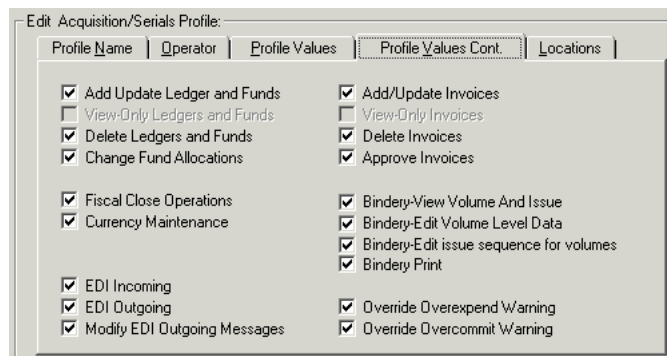 Edit Acquisition/Serials Profile:
Profile Name Operator Profile Values Profile Values Cont. Locations
Add Update Ledger and Funds
View-Only Ledgers and Funds
Delete Ledgers and Funds
Change Fund Allocations
Fiscal Close Operations
Currency Maintenance
EDI Incoming
EDI Outgoing
Modify EDI Outgoing Messages
Add/Update Invoices
View-Only Invoices
Delete Invoices
Approve Invoices
Bindery-View Volume And Issue
Bindery-Edit Volume Level Data
Bindery-Edit issue sequence for volumes
Bindery Print
Override Overexpend Warning
Override Overcommit Warning